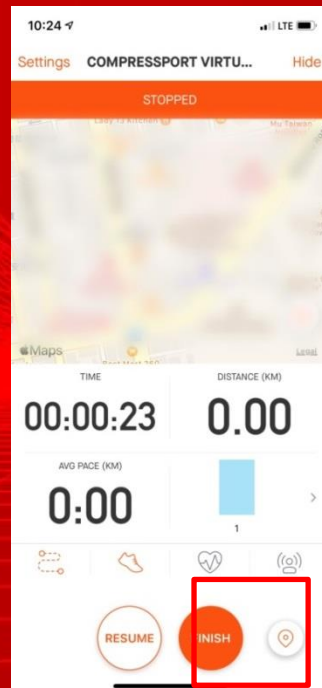 10:24
LTE
Settings COMPRESSPORT VIRTU... Hide
STOPPED
Maps
Legal
TIME DISTANCE (KM)
00:00:23 0.00
AVG PACE (KM)
0:00
1
RESUME FINISH